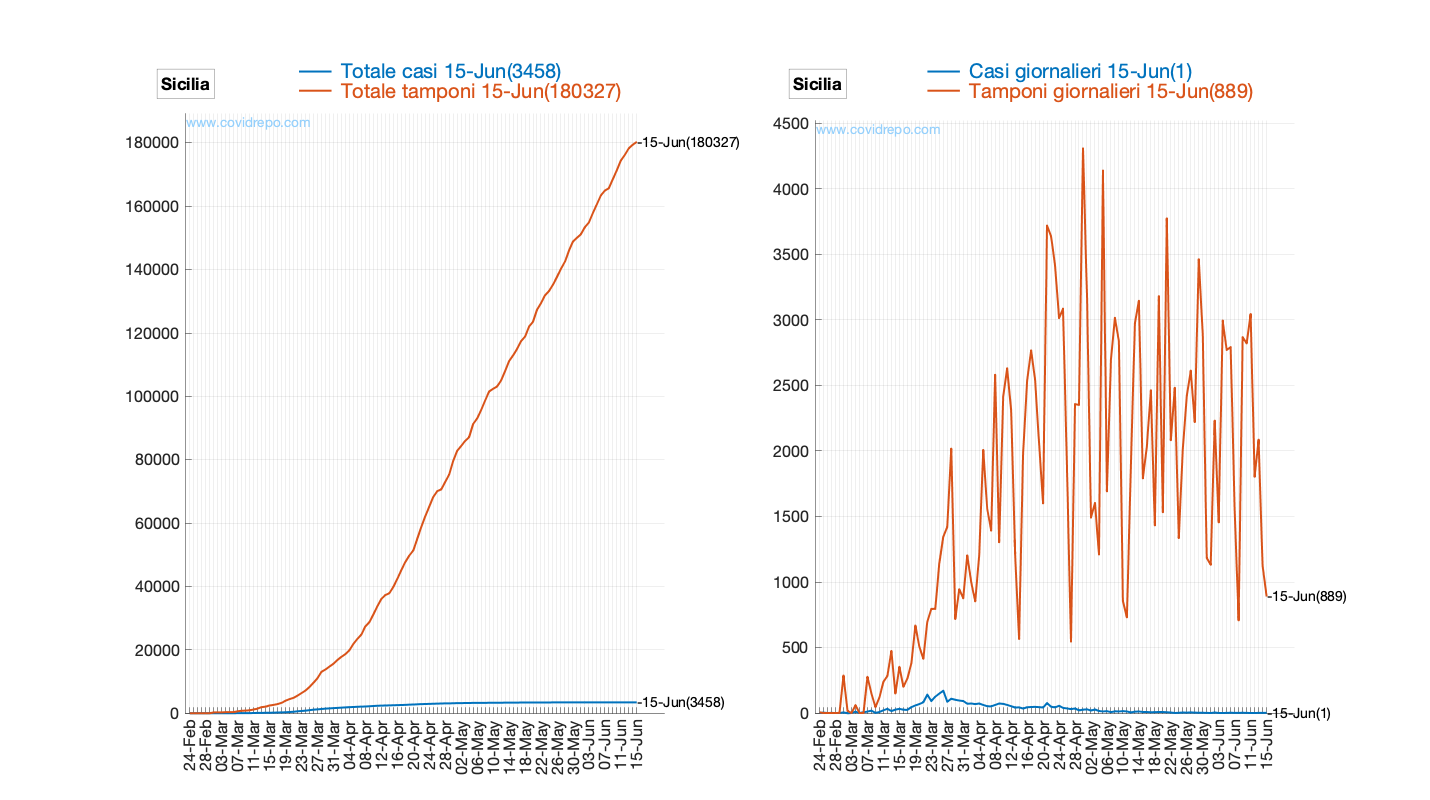 Sicilia
Totale casi 15-Jun(3458)
Totale tamponi 15-Jun(180327)
www.covidrepo.com
180000
160000
140000
120000
100000
80000
60000
40000
20000
0
15-Jun(180327)
15-Jun(3458)
24-Feb
28-Feb
03-Mar
07-Mar
11-Mar
15-Mar
19-Mar
23-Mar
27-Mar
31-Mar
04-Apr
08-Apr
12-Apr
16-Apr
20-Apr
24-Apr
28-Apr
02-May
06-May
10-May
14-May
18-May
22-May
26-May
30-May
03-Jun
07-Jun
11-Jun
15-Jun
Sicilia
Casi giornalieri 15-Jun(1)
Tamponi giornalieri 15-Jun(889)
www.covidrepo.com
4500
4000
3500
3000
2500
2000
1500
1000
500
0
15-Jun(889)
15-Jun(1)
24-Feb
28-Feb
03-Mar
07-Mar
11-Mar
15-Mar
19-Mar
23-Mar
27-Mar
31-Mar
04-Apr
08-Apr
12-Apr
16-Apr
20-Apr
24-Apr
28-Apr
02-May
06-May
10-May
14-May
18-May
22-May
26-May
30-May
03-Jun
07-Jun
11-Jun
15-Jun